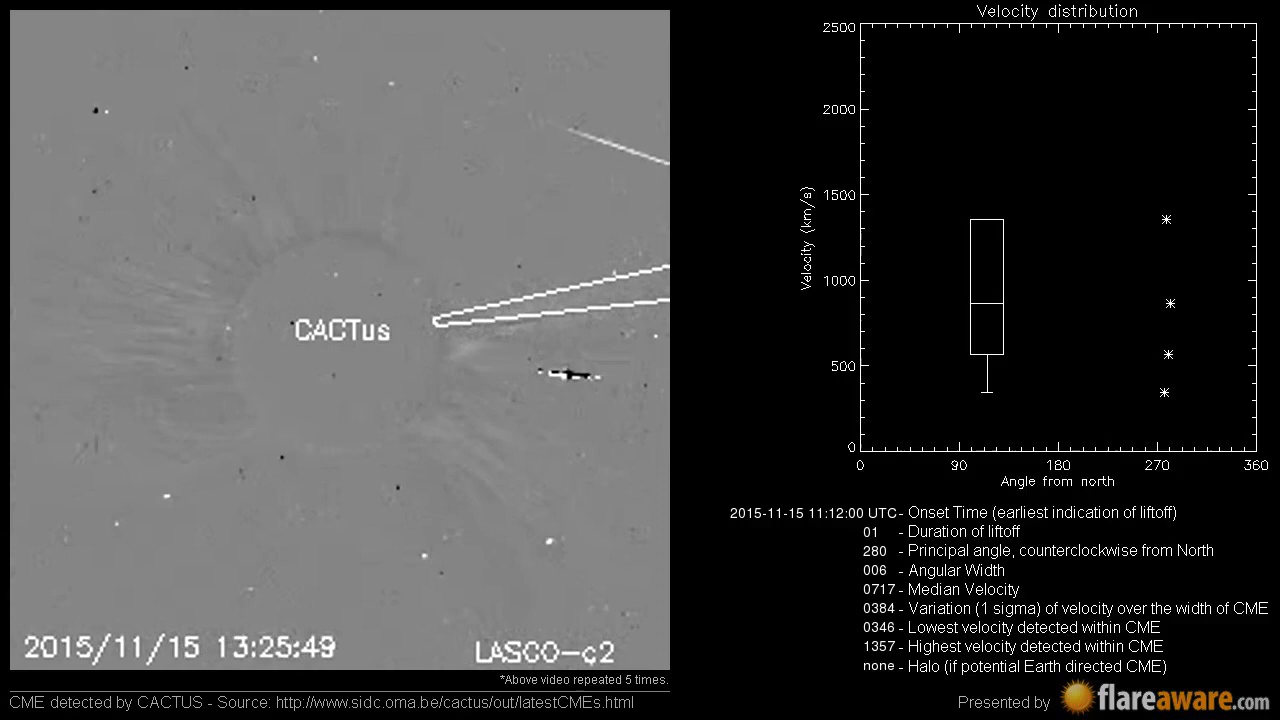 CACTus
2015/11/15 13:25:49
LASCO-c2
*Above video repeated 5 times.
CME detected by CACTUS - Source: http://www.sidc.oma.be/cactus/out/latestCMEs.html
Velocity distribution
2500
2000
1500
1000
500
0
Velocity (km/s)
0 90 180 270 360
Angle from north
2015-11-15 11:12:00 UTC - Onset Time (earliest indication of liftoff)
01 - Duration of liftoff
280 - Principal angle, counterclockwise from North
006 - Angular Width
0717 - Median Velocity
0384 - Variation (1 sigma) of velocity over the width of CME
0346 - Lowest velocity detected within CME
1357 - Highest velocity detected within CME
none - Halo (if potential Earth directed CME)
Presented by flareaware.com